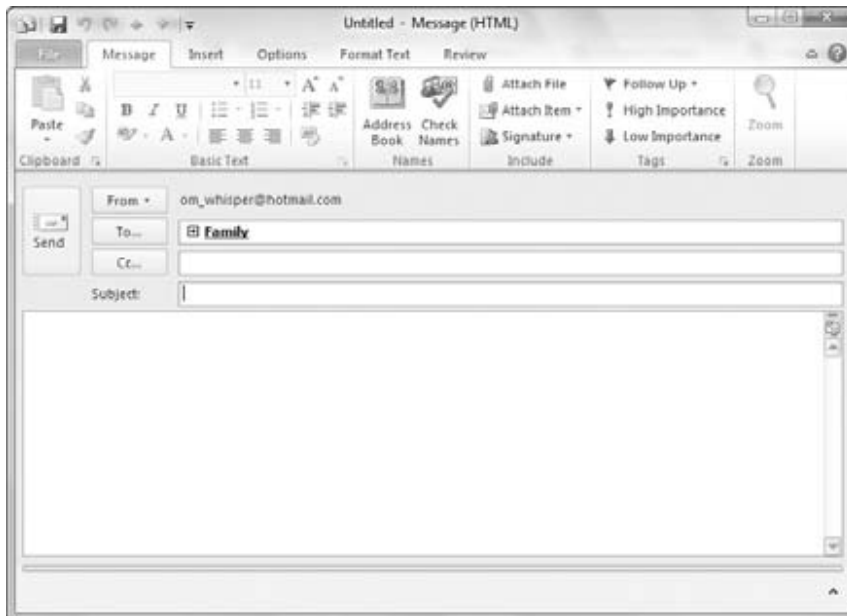 Untitled - Message (HTML)
File Message Insert Options Format Text Review
Paste
Clipboard
11
A A
B I U
A
Basic Text
Address Book
Check Names
Names
Attach File
Attach Item
Signature
Include
Follow Up
High Importance
Low Importance
Tags
Zoom
Zoom
Send
From
om_whisper@hotmail.com
To...
Family
Cc...
Subject: